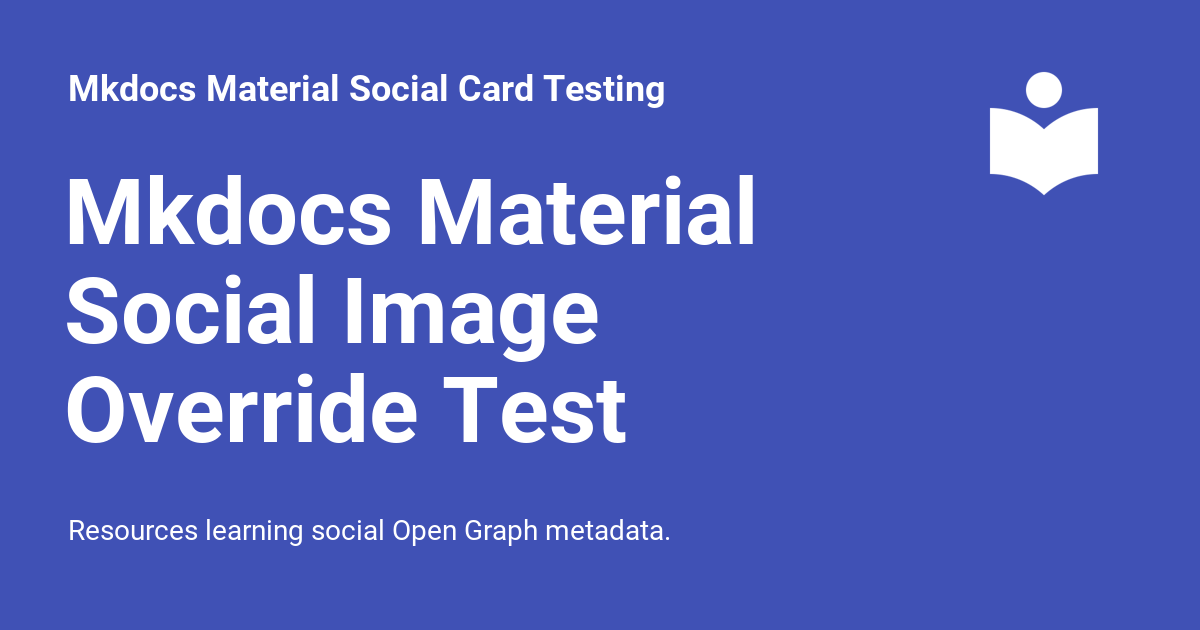 Mkdocs Material Social Card Testing
Mkdocs Material
Social Image
Override Test
Resources learning social Open Graph metadata.